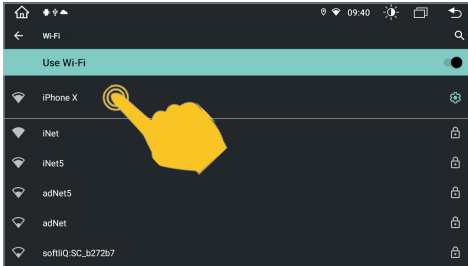 09:40
Wi-Fi
Use Wi-Fi
iPhone X
iNet
iNet5
adNet5
adNet
softliQ:SC_b272b7